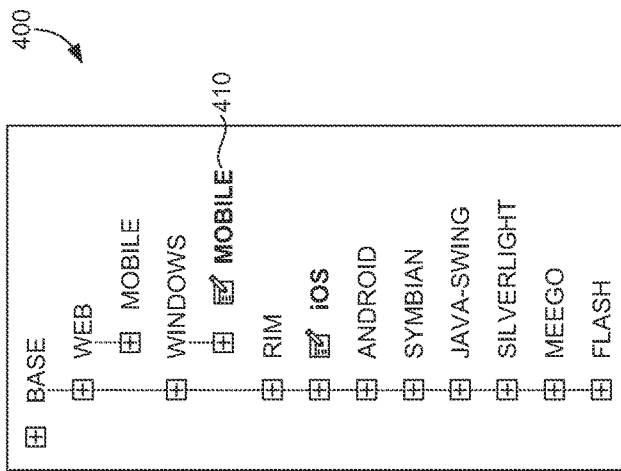 400
BASE
WEB
MOBILE
WINDOWS
MOBILE 410
RIM
iOS
ANDROID
SYMBIAN
JAVA-SWING
SILVERLIGHT
MEEGO
FLASH